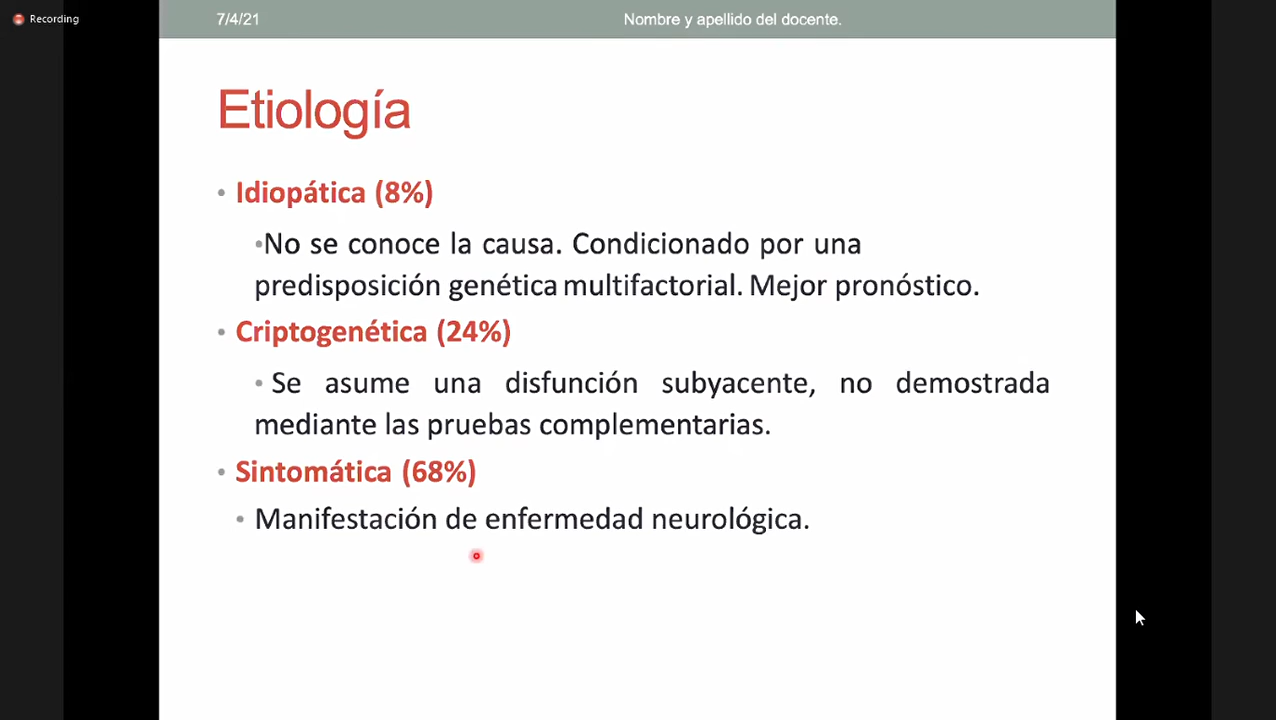 Recording
7/4/21
Nombre y apellido del docente.
Etiología
• Idiopática (8%)
•No se conoce la causa. Condicionado por una
predisposición genética multifactorial. Mejor pronóstico.
• Criptogenética (24%)
• Se asume una disfunción subyacente, no demostrada
mediante las pruebas complementarias.
• Sintomática (68%)
• Manifestación de enfermedad neurológica.